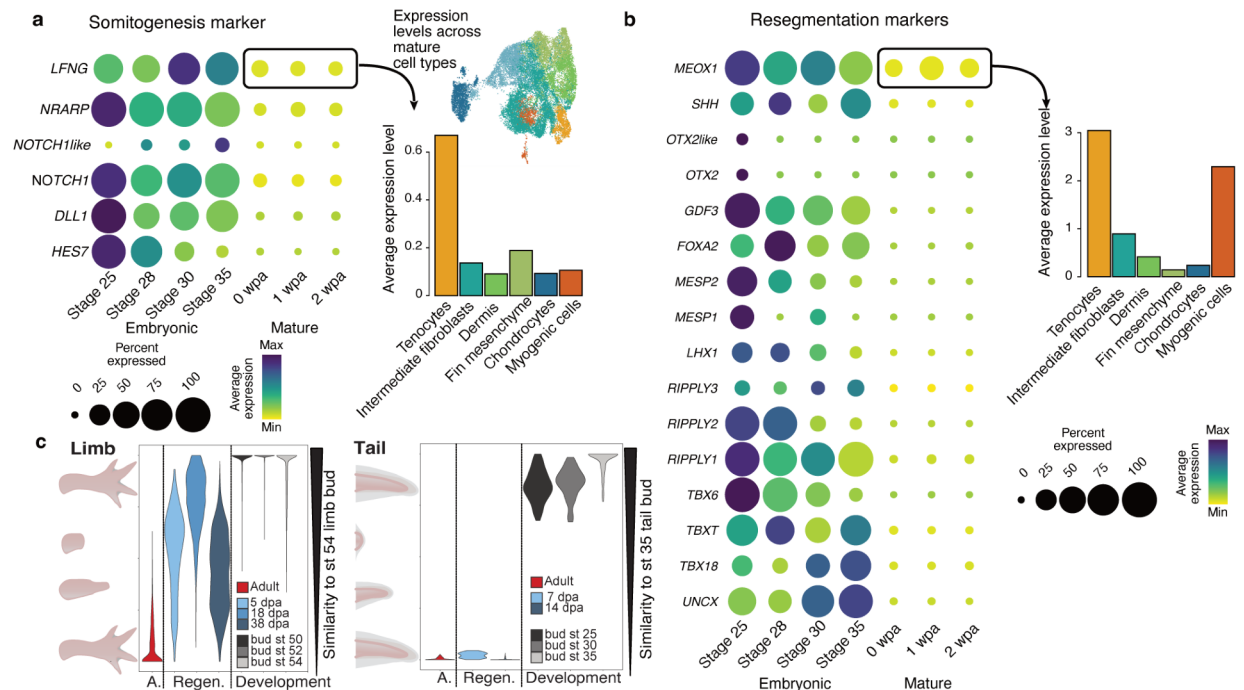 a
Somitogenesis marker
LFNG
NRARP
NOTCH1like
NOTCH1
DLL1
HES7
Stage 25
Stage 28
Stage 30
Stage 35
0 wpa
1 wpa
2 wpa
Embryonic
Mature
Percent
expressed
0
25
50
75
100
Average
expression
Max
Min
Expression
levels across
mature
cell types
Average expression level
0.6
0.4
0.2
0
Tenocytes
Intermediate fibroblasts
Dermis
Fin mesenchyme
Chondrocytes
Myogenic cells
b
Resegmentation markers
MEOX1
SHH
OTX2like
OTX2
GDF3
FOXA2
MESP2
MESP1
LHX1
RIPPLY3
RIPPLY2
RIPPLY1
TBX6
TBXT
TBX18
UNCX
Stage 25
Stage 28
Stage 30
Stage 35
0 wpa
1 wpa
2 wpa
Embryonic
Mature
Average expression level
3
2
1
0
Tenocytes
Intermediate fibroblasts
Dermis
Fin mesenchyme
Chondrocytes
Myogenic cells
Percent
expressed
0
25
50
75
100
Average
expression
Max
Min
c
Limb
Adult
5 dpa
18 dpa
38 dpa
bud st 50
bud st 52
bud st 54
A.
Regen.
Development
Similarity to st 54 limb bud
Tail
Adult
7 dpa
14 dpa
bud st 25
bud st 30
bud st 35
A.
Regen.
Development
Similarity to st 35 tail bud